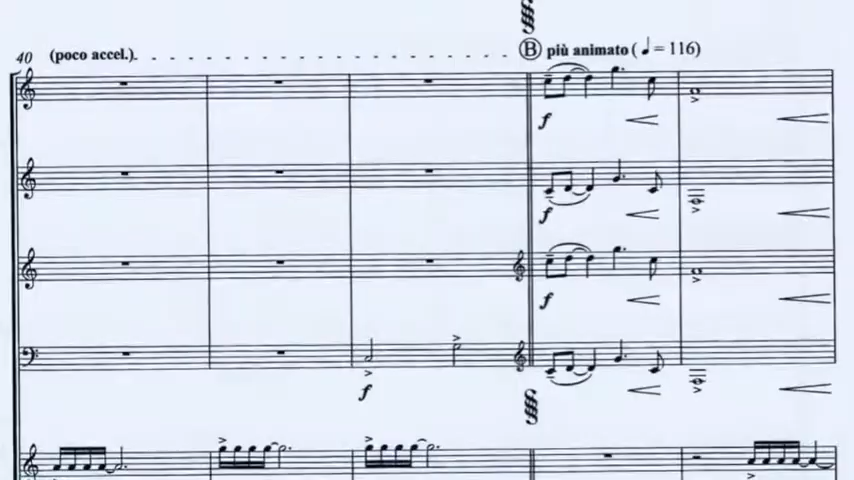 40 (poco accel.) B più animato ( ♩ = 116)
f
f
f
f